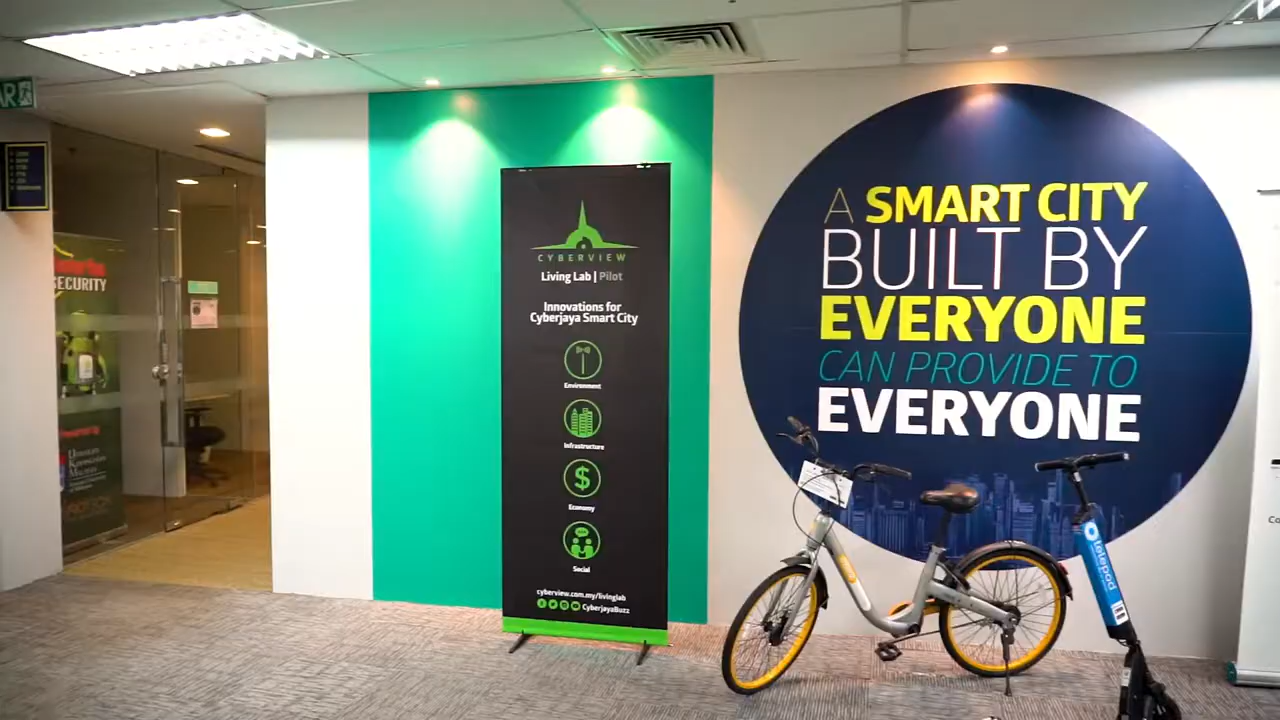 SECURITY
CYBERVIEW
Living Lab | Pilot
Innovations for
Cyberjaya Smart City
Environment
Infrastructure
Economy
Social
cyberview.com.my/livinglab
CyberjayaBuzz
A SMART CITY
BUILT BY
EVERYONE
CAN PROVIDE TO
EVERYONE
telepod